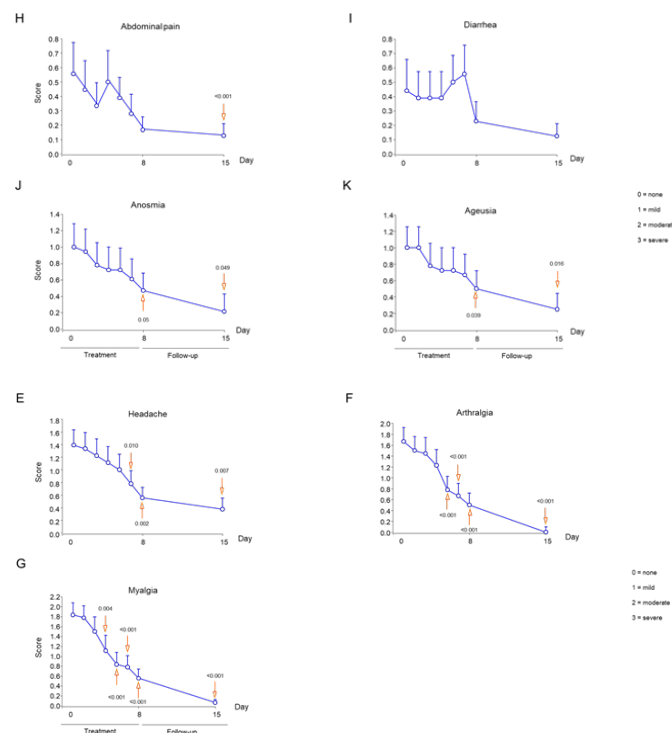 H
Abdominal pain
0.8
0.7
0.6
0.5
0.4
0.3
0.2
0.1
0.0
Score
<0.001
0 8 15 Day
I
Diarrhea
0.8
0.7
0.6
0.5
0.4
0.3
0.2
0.1
0.0
0 8 15 Day
J
Anosmia
1.4
1.2
1.0
0.8
0.6
0.4
0.2
0.0
Score
0.049
0.05
0 8 15 Day
Treatment Follow-up
K
Ageusia
1.4
1.2
1.0
0.8
0.6
0.4
0.2
0.0
0.016
0.039
0 8 15 Day
Treatment Follow-up
0 = none
1 = mild
2 = moderate
3 = severe
E
Headache
1.8
1.6
1.4
1.2
1.0
0.8
0.6
0.4
0.2
0.0
Score
0.010
0.007
0.002
0 8 15 Day
F
Arthralgia
2.0
1.8
1.6
1.4
1.2
1.0
0.8
0.6
0.4
0.2
0.0
<0.001
<0.001
<0.001
<0.001
0 8 15 Day
G
Myalgia
2.2
2.0
1.8
1.6
1.4
1.2
1.0
0.8
0.6
0.4
0.2
0.0
Score
0.004
<0.001
<0.001
<0.001
<0.001
0 8 15 Day
Treatment Follow-up
0 = none
1 = mild
2 = moderate
3 = severe